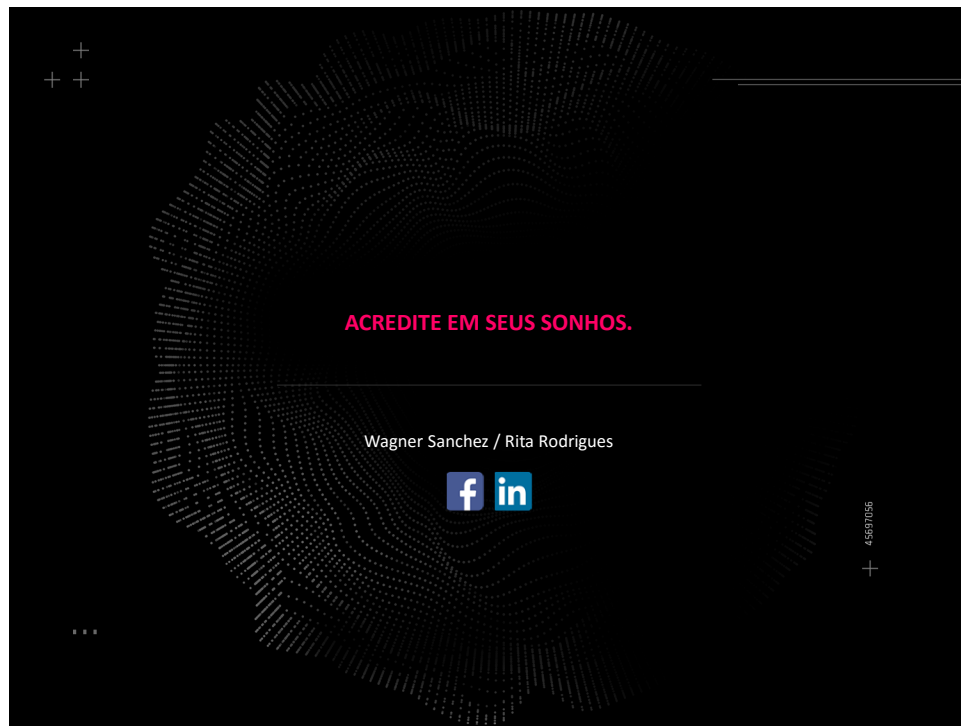 ACREDITE EM SEUS SONHOS.
Wagner Sanchez / Rita Rodrigues
f in
45697056